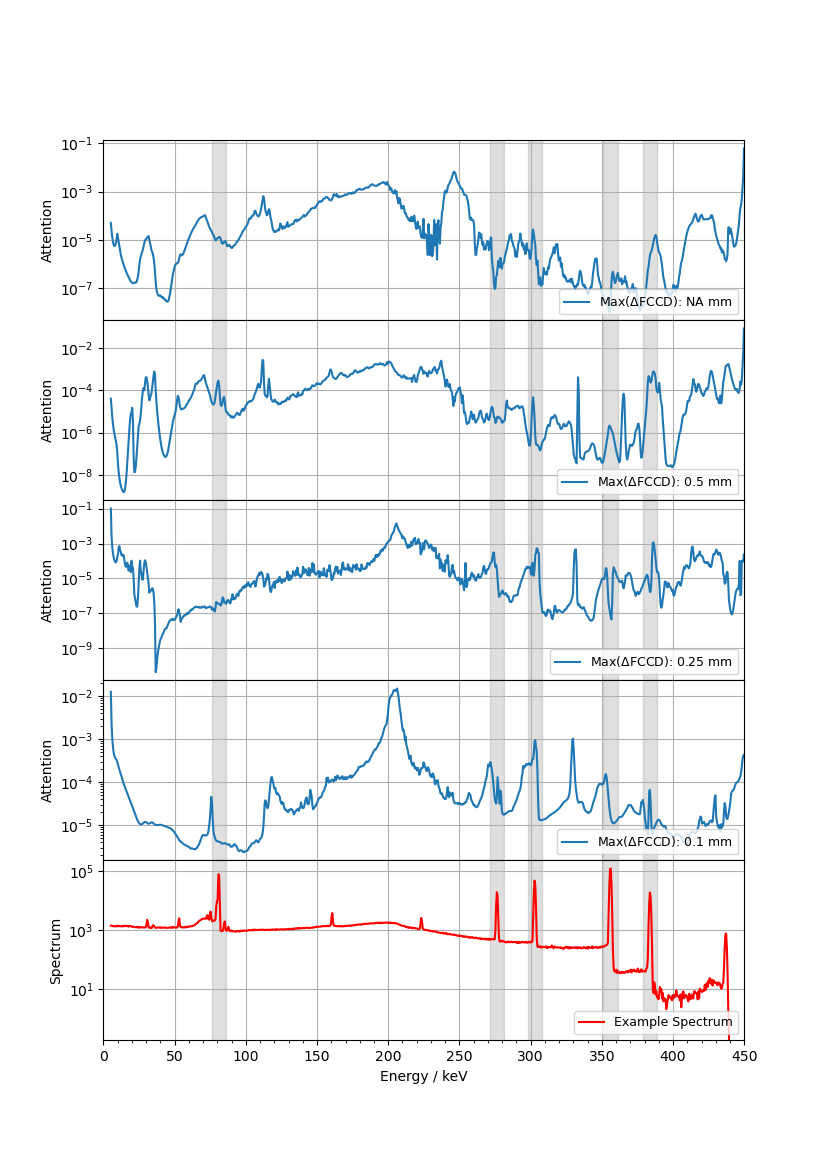 10⁻¹
10⁻³
10⁻⁵
10⁻⁷
Attention
Max(ΔFCCD): NA mm
10⁻²
10⁻⁴
10⁻⁶
10⁻⁸
Attention
Max(ΔFCCD): 0.5 mm
10⁻¹
10⁻³
10⁻⁵
10⁻⁷
10⁻⁹
Attention
Max(ΔFCCD): 0.25 mm
10⁻²
10⁻³
10⁻⁴
10⁻⁵
Attention
Max(ΔFCCD): 0.1 mm
10⁵
10³
10¹
Spectrum
Example Spectrum
0 50 100 150 200 250 300 350 400 450
Energy / keV